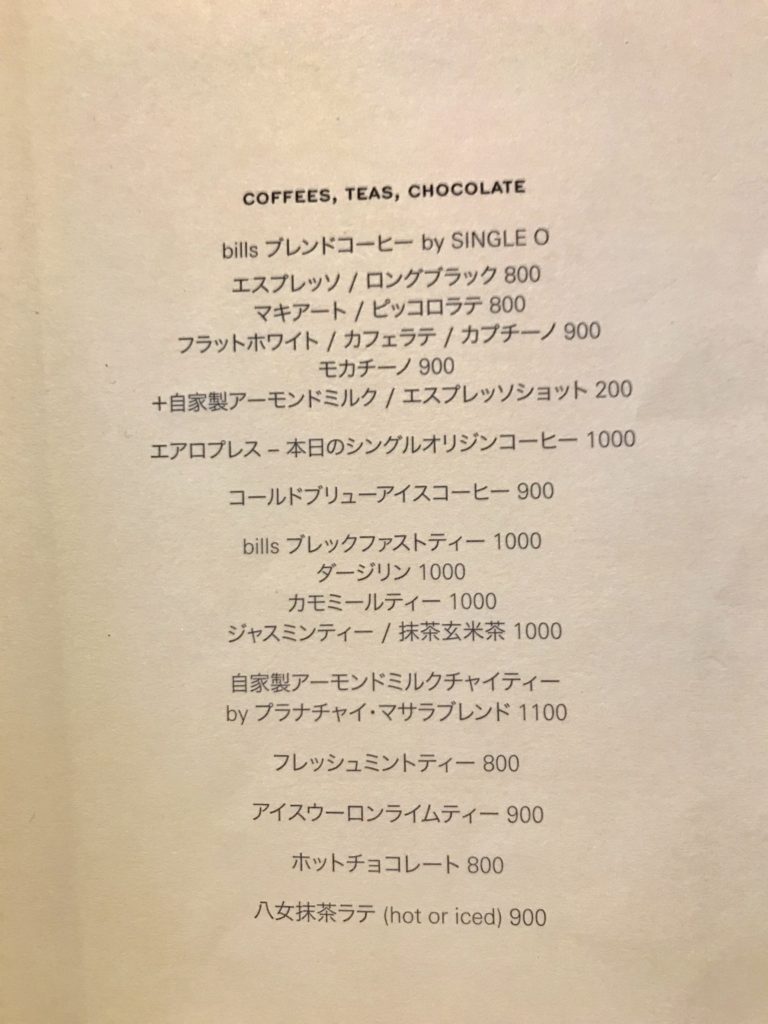 COFFEES, TEAS, CHOCOLATE
bills ブレンドコーヒー by SINGLE O
エスプレッソ / ロングブラック 800
マキアート / ピッコロラテ 800
フラットホワイト / カフェラテ / カプチーノ 900
モカチーノ 900
+自家製アーモンドミルク / エスプレッソショット 200
エアロプレス – 本日のシングルオリジンコーヒー 1000
コールドブリューアイスコーヒー 900
bills ブレックファストティー 1000
ダージリン 1000
カモミールティー 1000
ジャスミンティー / 抹茶玄米茶 1000
自家製アーモンドミルクチャイティー
by プラナチャイ・マサラブレンド 1100
フレッシュミントティー 800
アイスウーロンライムティー 900
ホットチョコレート 800
八女抹茶ラテ (hot or iced) 900